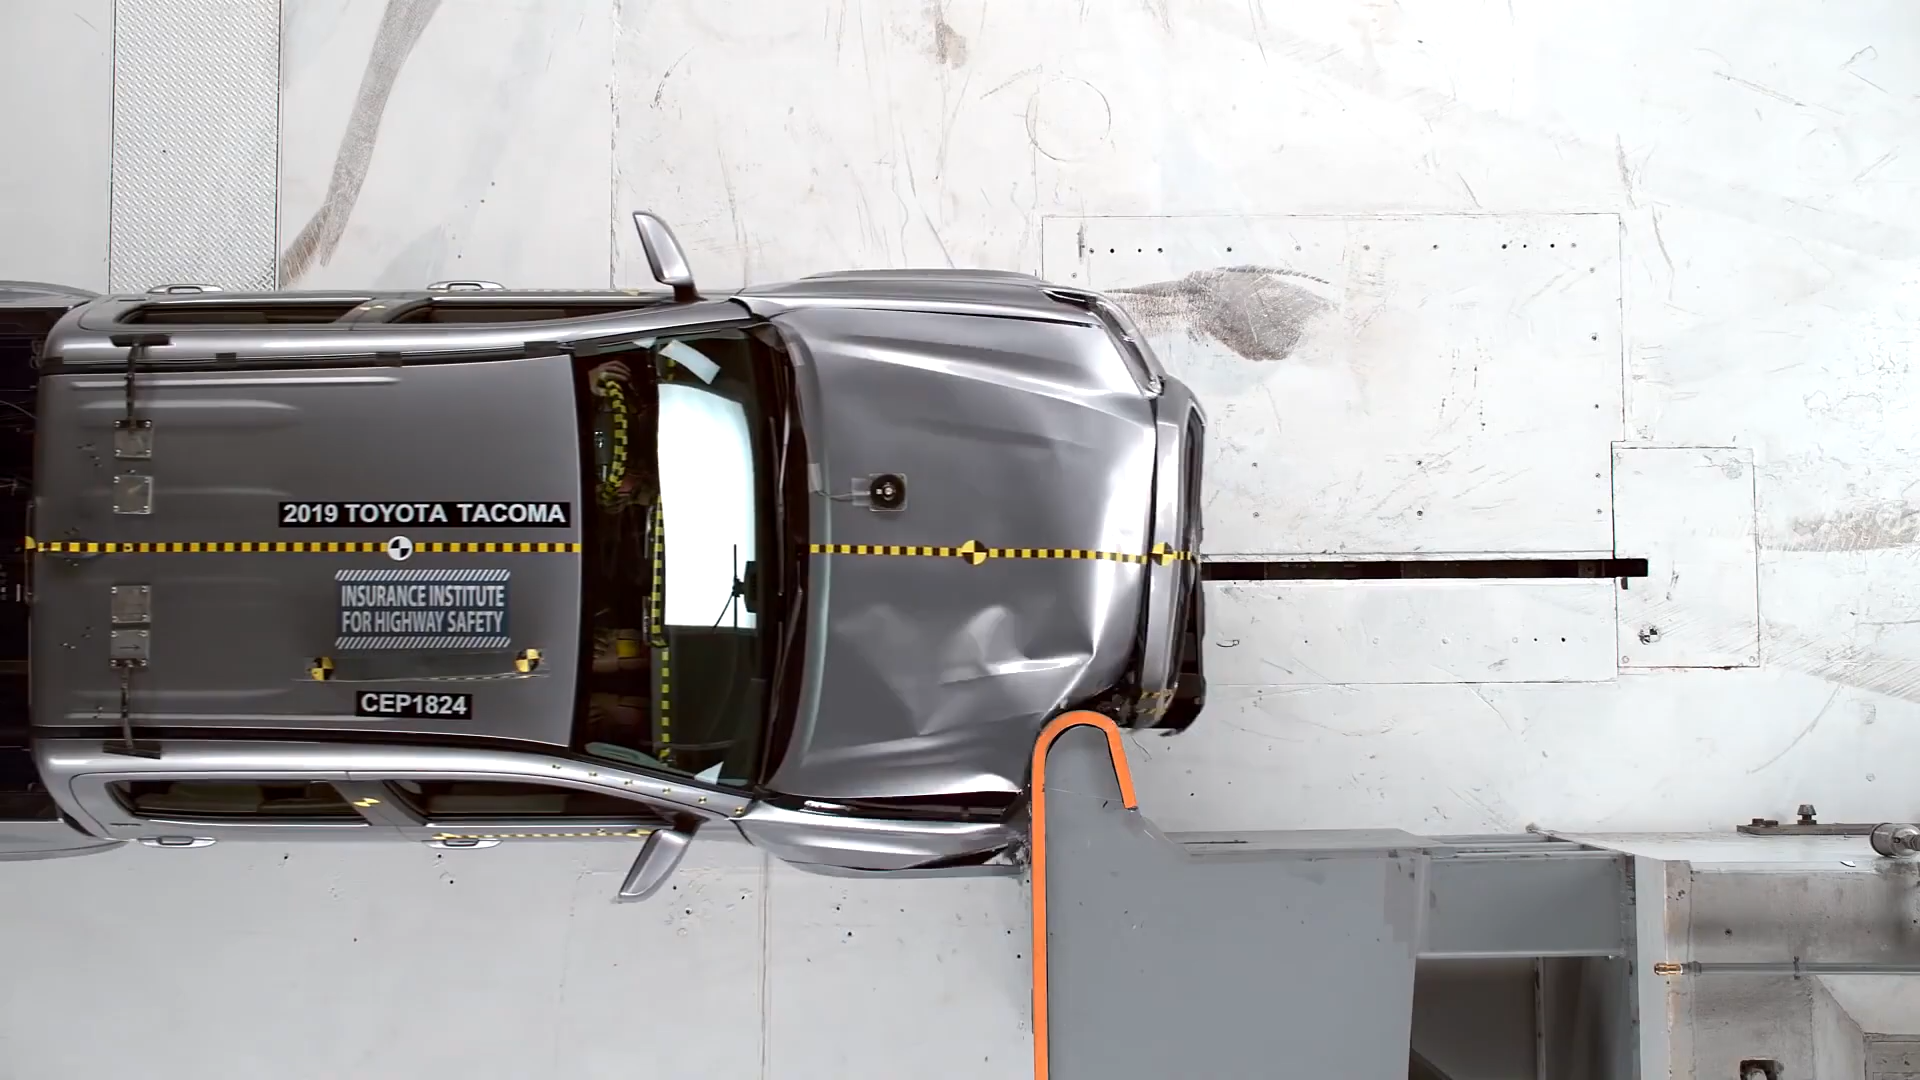 2019 TOYOTA TACOMA
INSURANCE INSTITUTE
FOR HIGHWAY SAFETY
CEP1824